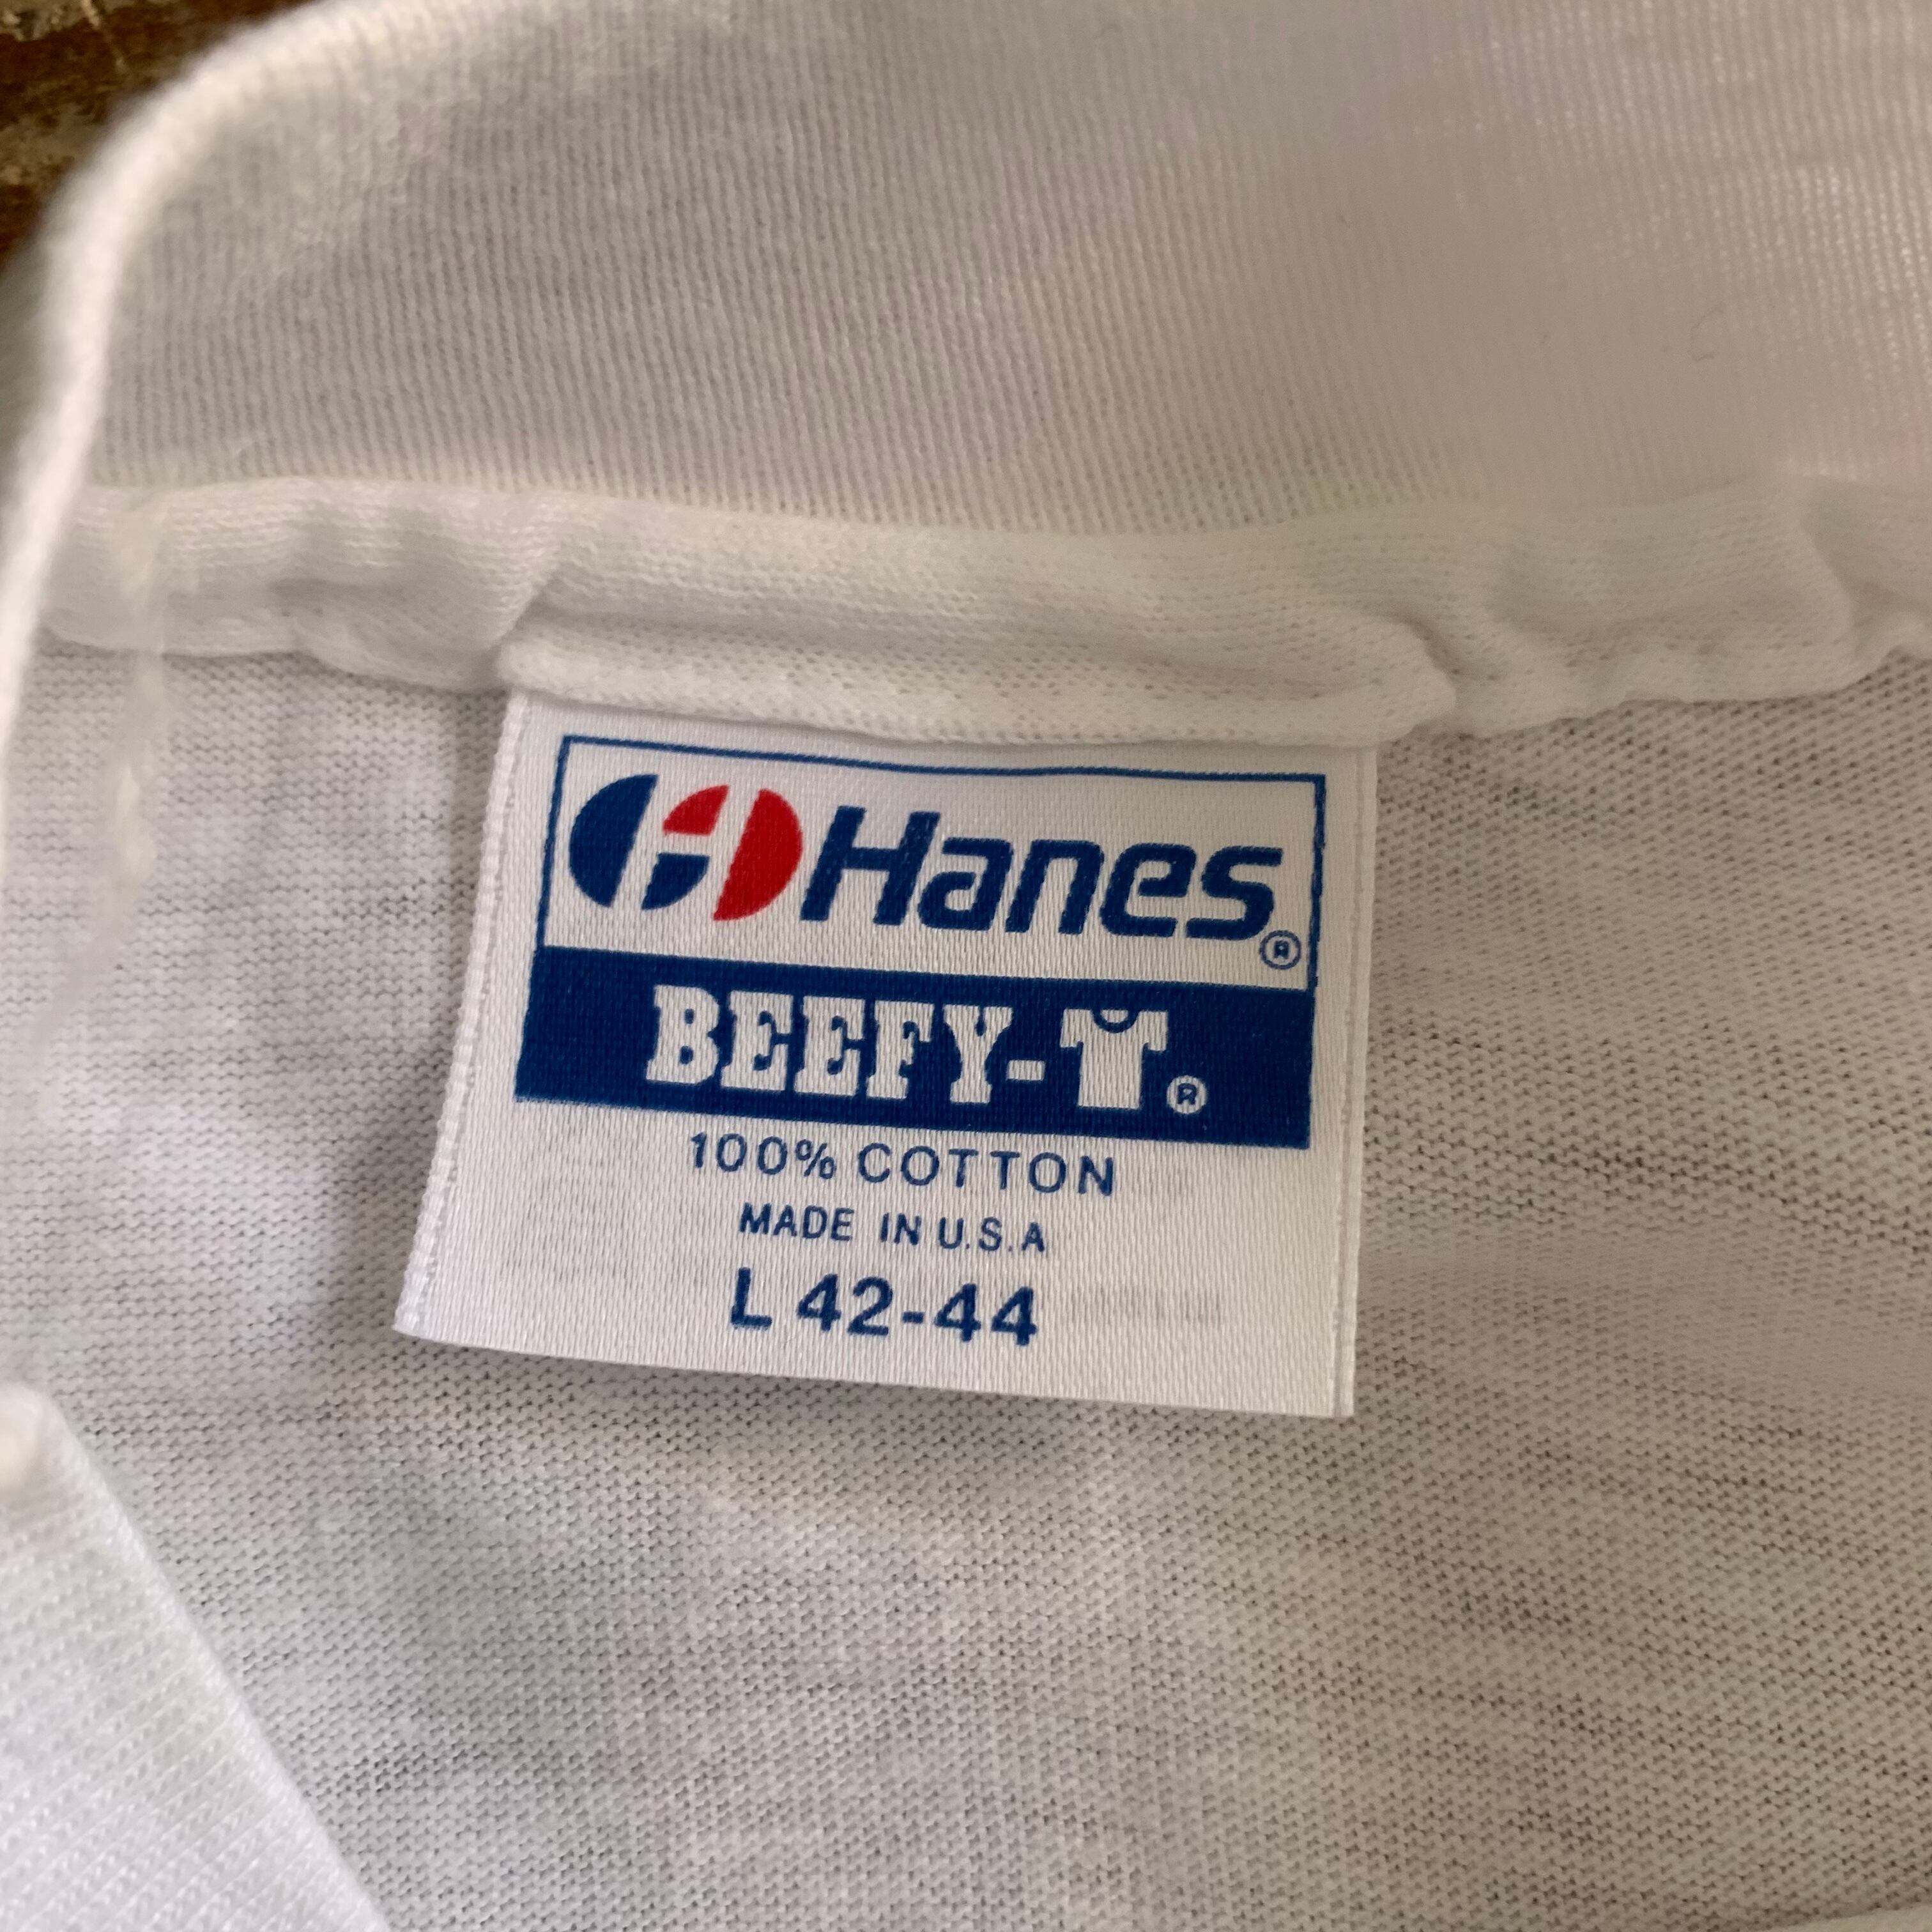 Hanes®
BEEFY-T®
100% COTTON
MADE IN U.S.A
L 42-44